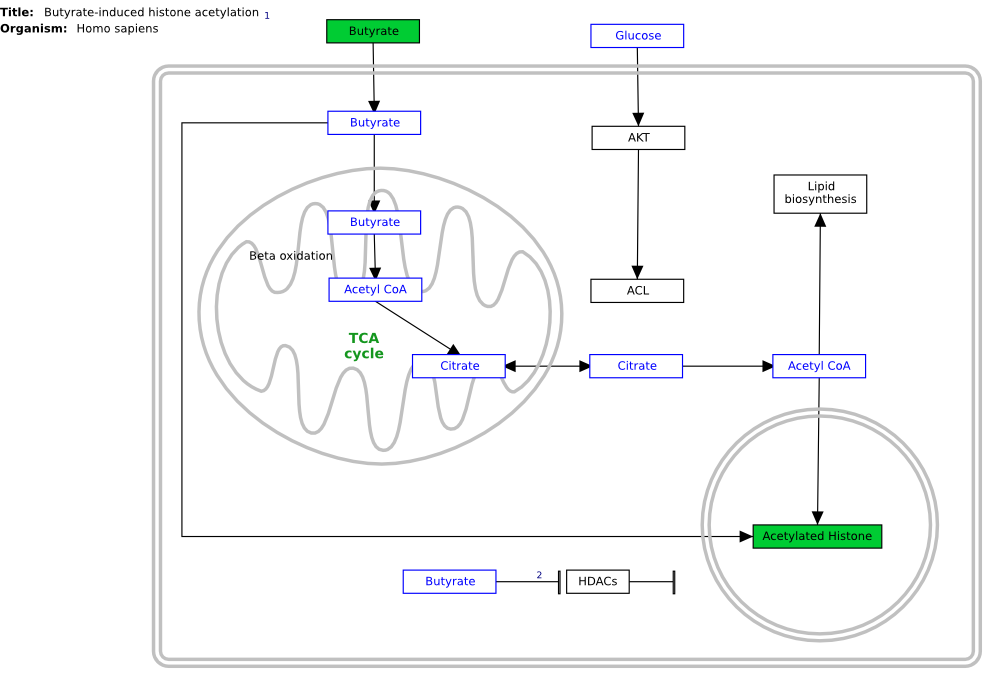 Title: Butyrate-induced histone acetylation 1
Organism: Homo sapiens
Butyrate
Glucose
Butyrate
AKT
Lipid
biosynthesis
Butyrate
Beta oxidation
Acetyl CoA
ACL
TCA
cycle
Citrate
Citrate
Acetyl CoA
Acetylated Histone
Butyrate
2
HDACs